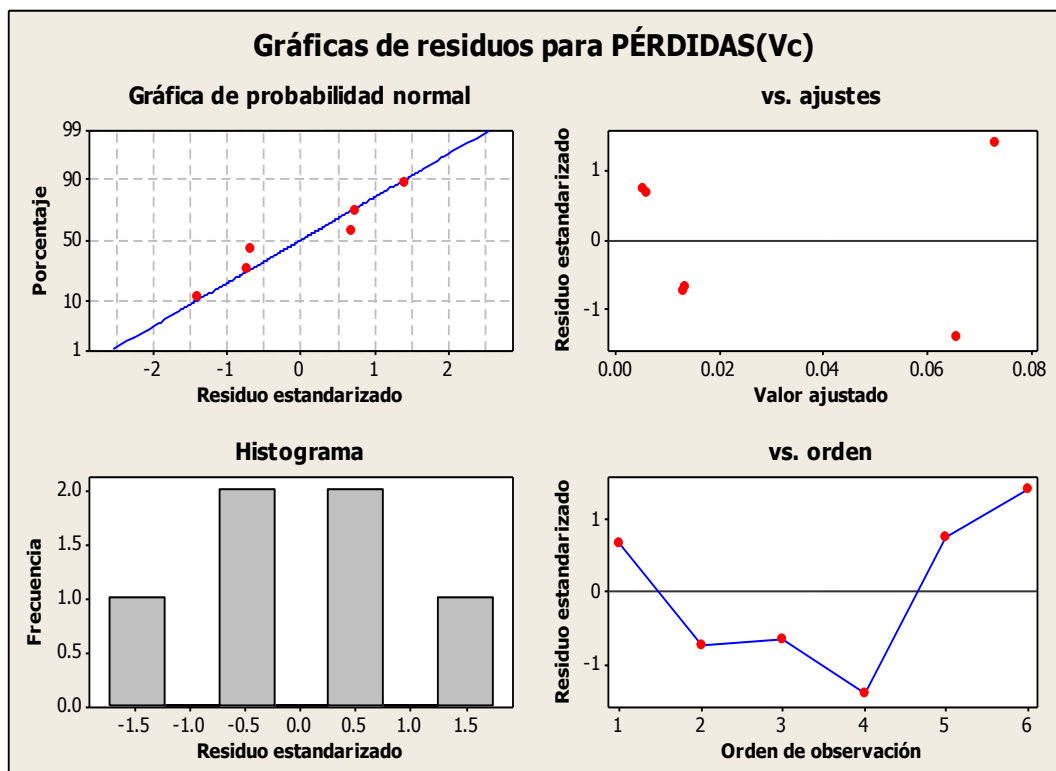 Gráficas de residuos para PÉRDIDAS(Vc)
Gráfica de probabilidad normal
Porcentaje
99
90
50
10
1
-2 -1 0 1 2
Residuo estandarizado
vs. ajustes
Residuo estandarizado
1
0
-1
0.00 0.02 0.04 0.06 0.08
Valor ajustado
Histograma
Frecuencia
2.0
1.5
1.0
0.5
0.0
-1.5 -1.0 -0.5 0.0 0.5 1.0 1.5
Residuo estandarizado
vs. orden
Residuo estandarizado
1
0
-1
1 2 3 4 5 6
Orden de observación